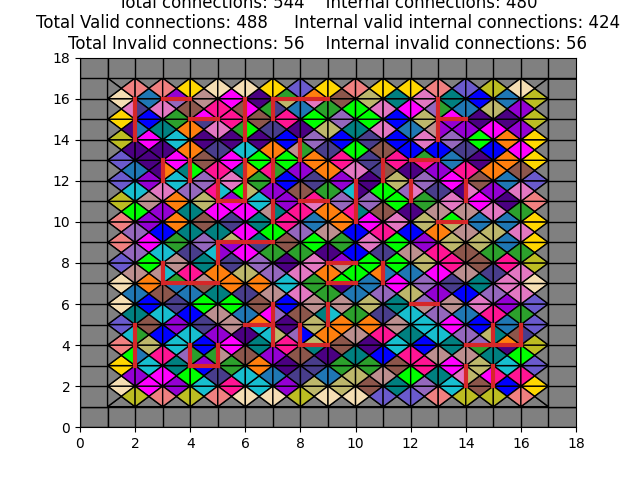 Total connections: 544    Internal connections: 480
Total Valid connections: 488    Internal valid internal connections: 424
Total Invalid connections: 56    Internal invalid connections: 56
18
16
14
12
10
8
6
4
2
0
0 2 4 6 8 10 12 14 16 18